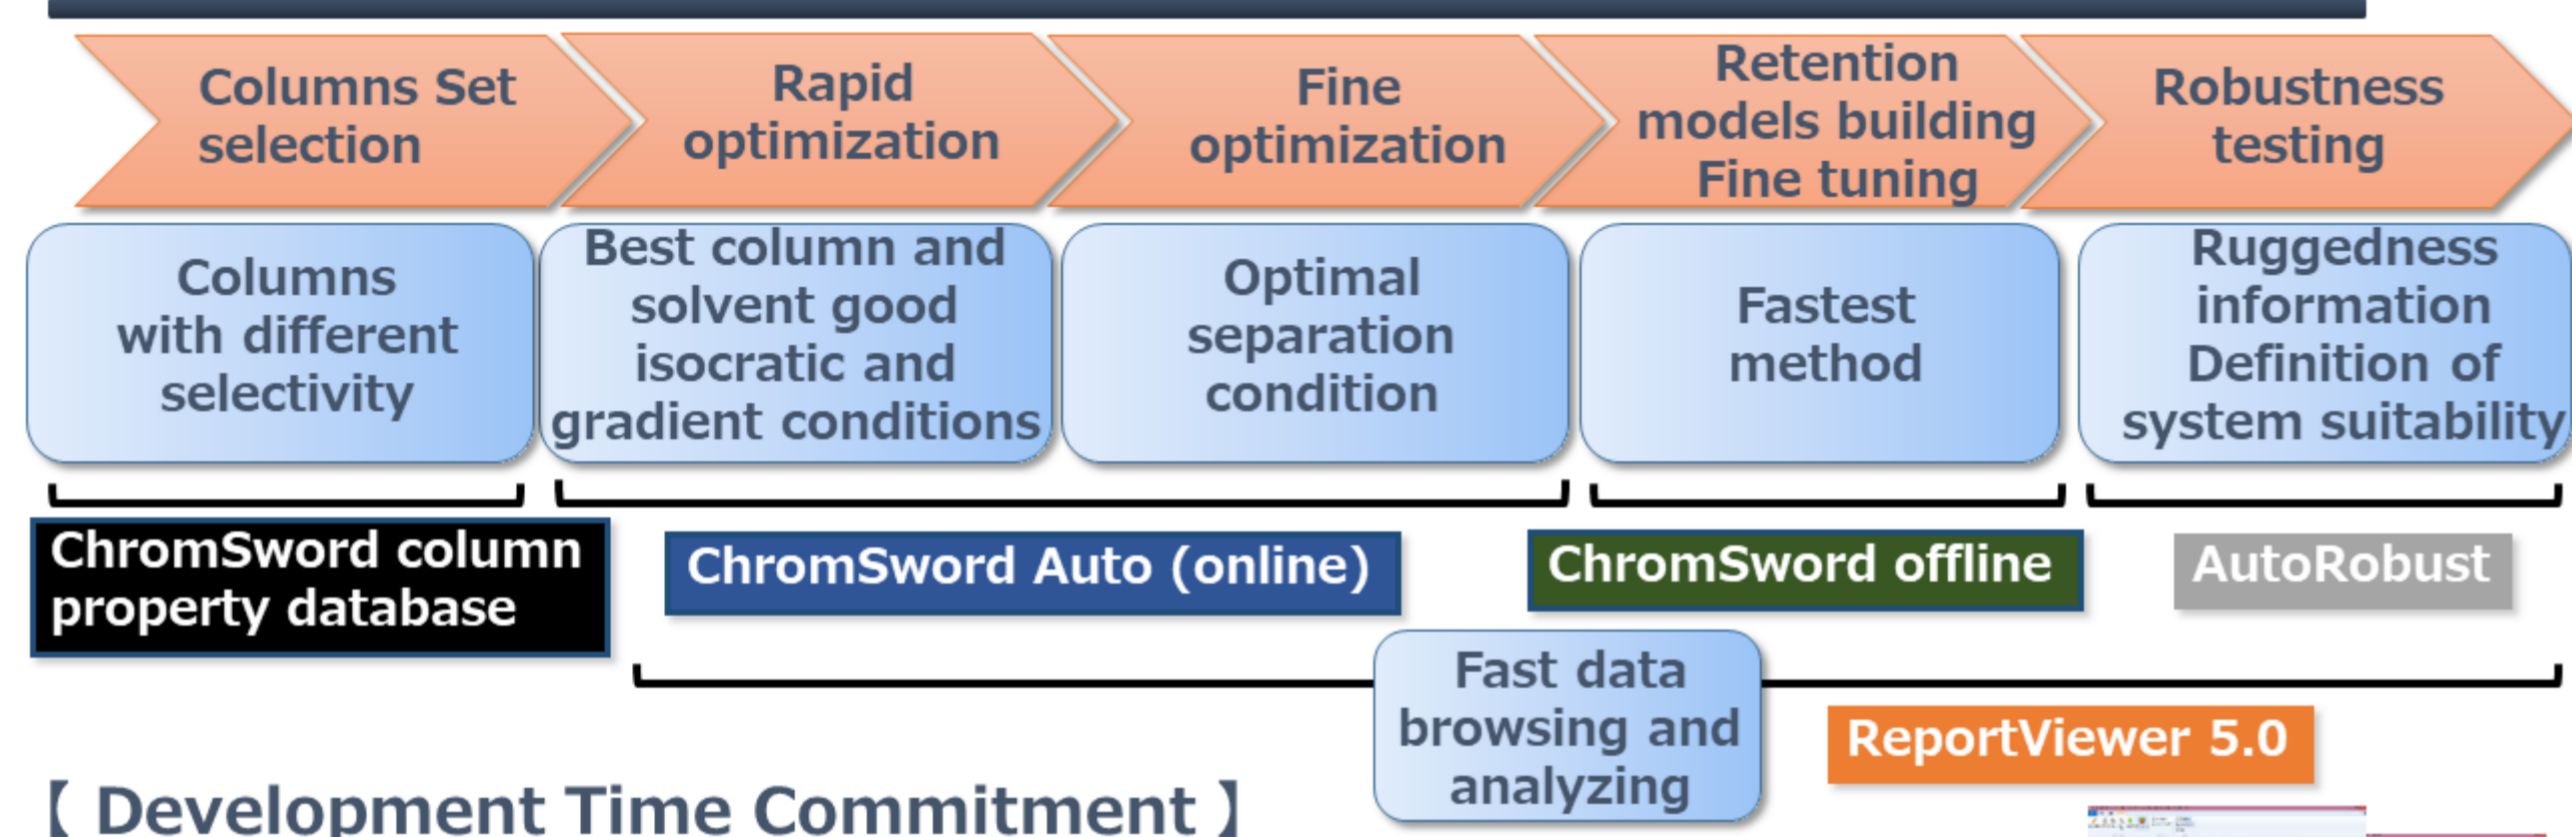 Columns Set
selection
Rapid
optimization
Fine
optimization
Retention
models building
Fine tuning
Robustness
testing
Columns
with different
selectivity
Best column and
solvent good
isocratic and
gradient conditions
Optimal
separation
condition
Fastest
method
Ruggedness
information
Definition of
system suitability
ChromSword column
property database
ChromSword Auto (online)
ChromSword offline
AutoRobust
Fast data
browsing and
analyzing
ReportViewer 5.0
【 Development Time Commitment 】